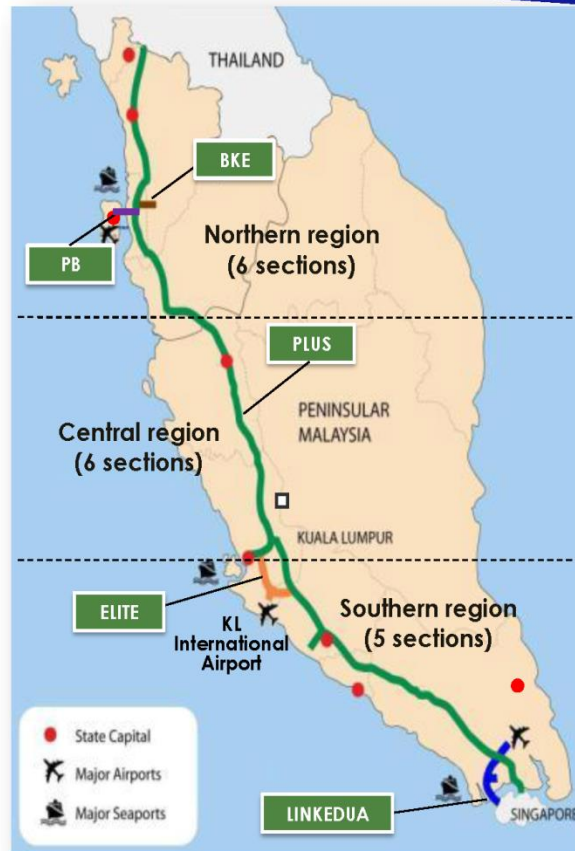 THAILAND
BKE
Northern region
(6 sections)
PB
PLUS
PENINSULAR
MALAYSIA
Central region
(6 sections)
KUALA LUMPUR
ELITE
KL
International
Airport
Southern region
(5 sections)
State Capital
Major Airports
Major Seaports
LINKEDUA
SINGAPORE